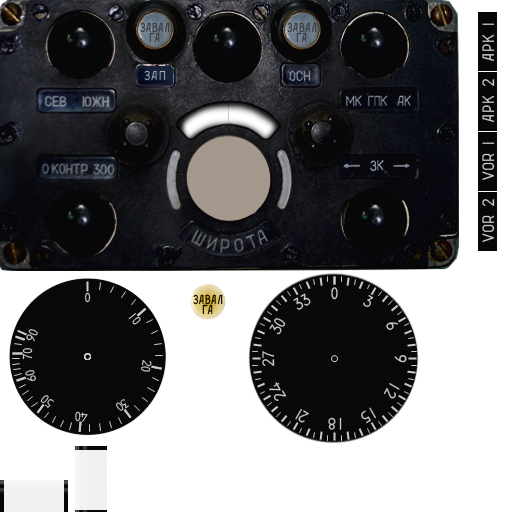 ЗАВАЛ
ГА
ЗАВАЛ
ГА
ЗАП
ОСН
СЕВ ЮЖН
МК ГПК АК
0 КОНТР 300
← ЗК →
ШИРОТА
АРК 1
АРК 2
VOR 1
VOR 2
0
10
20
30
40
50
60
70
80
90
ЗАВАЛ
ГА
0
3
6
9
12
15
18
21
24
27
30
33